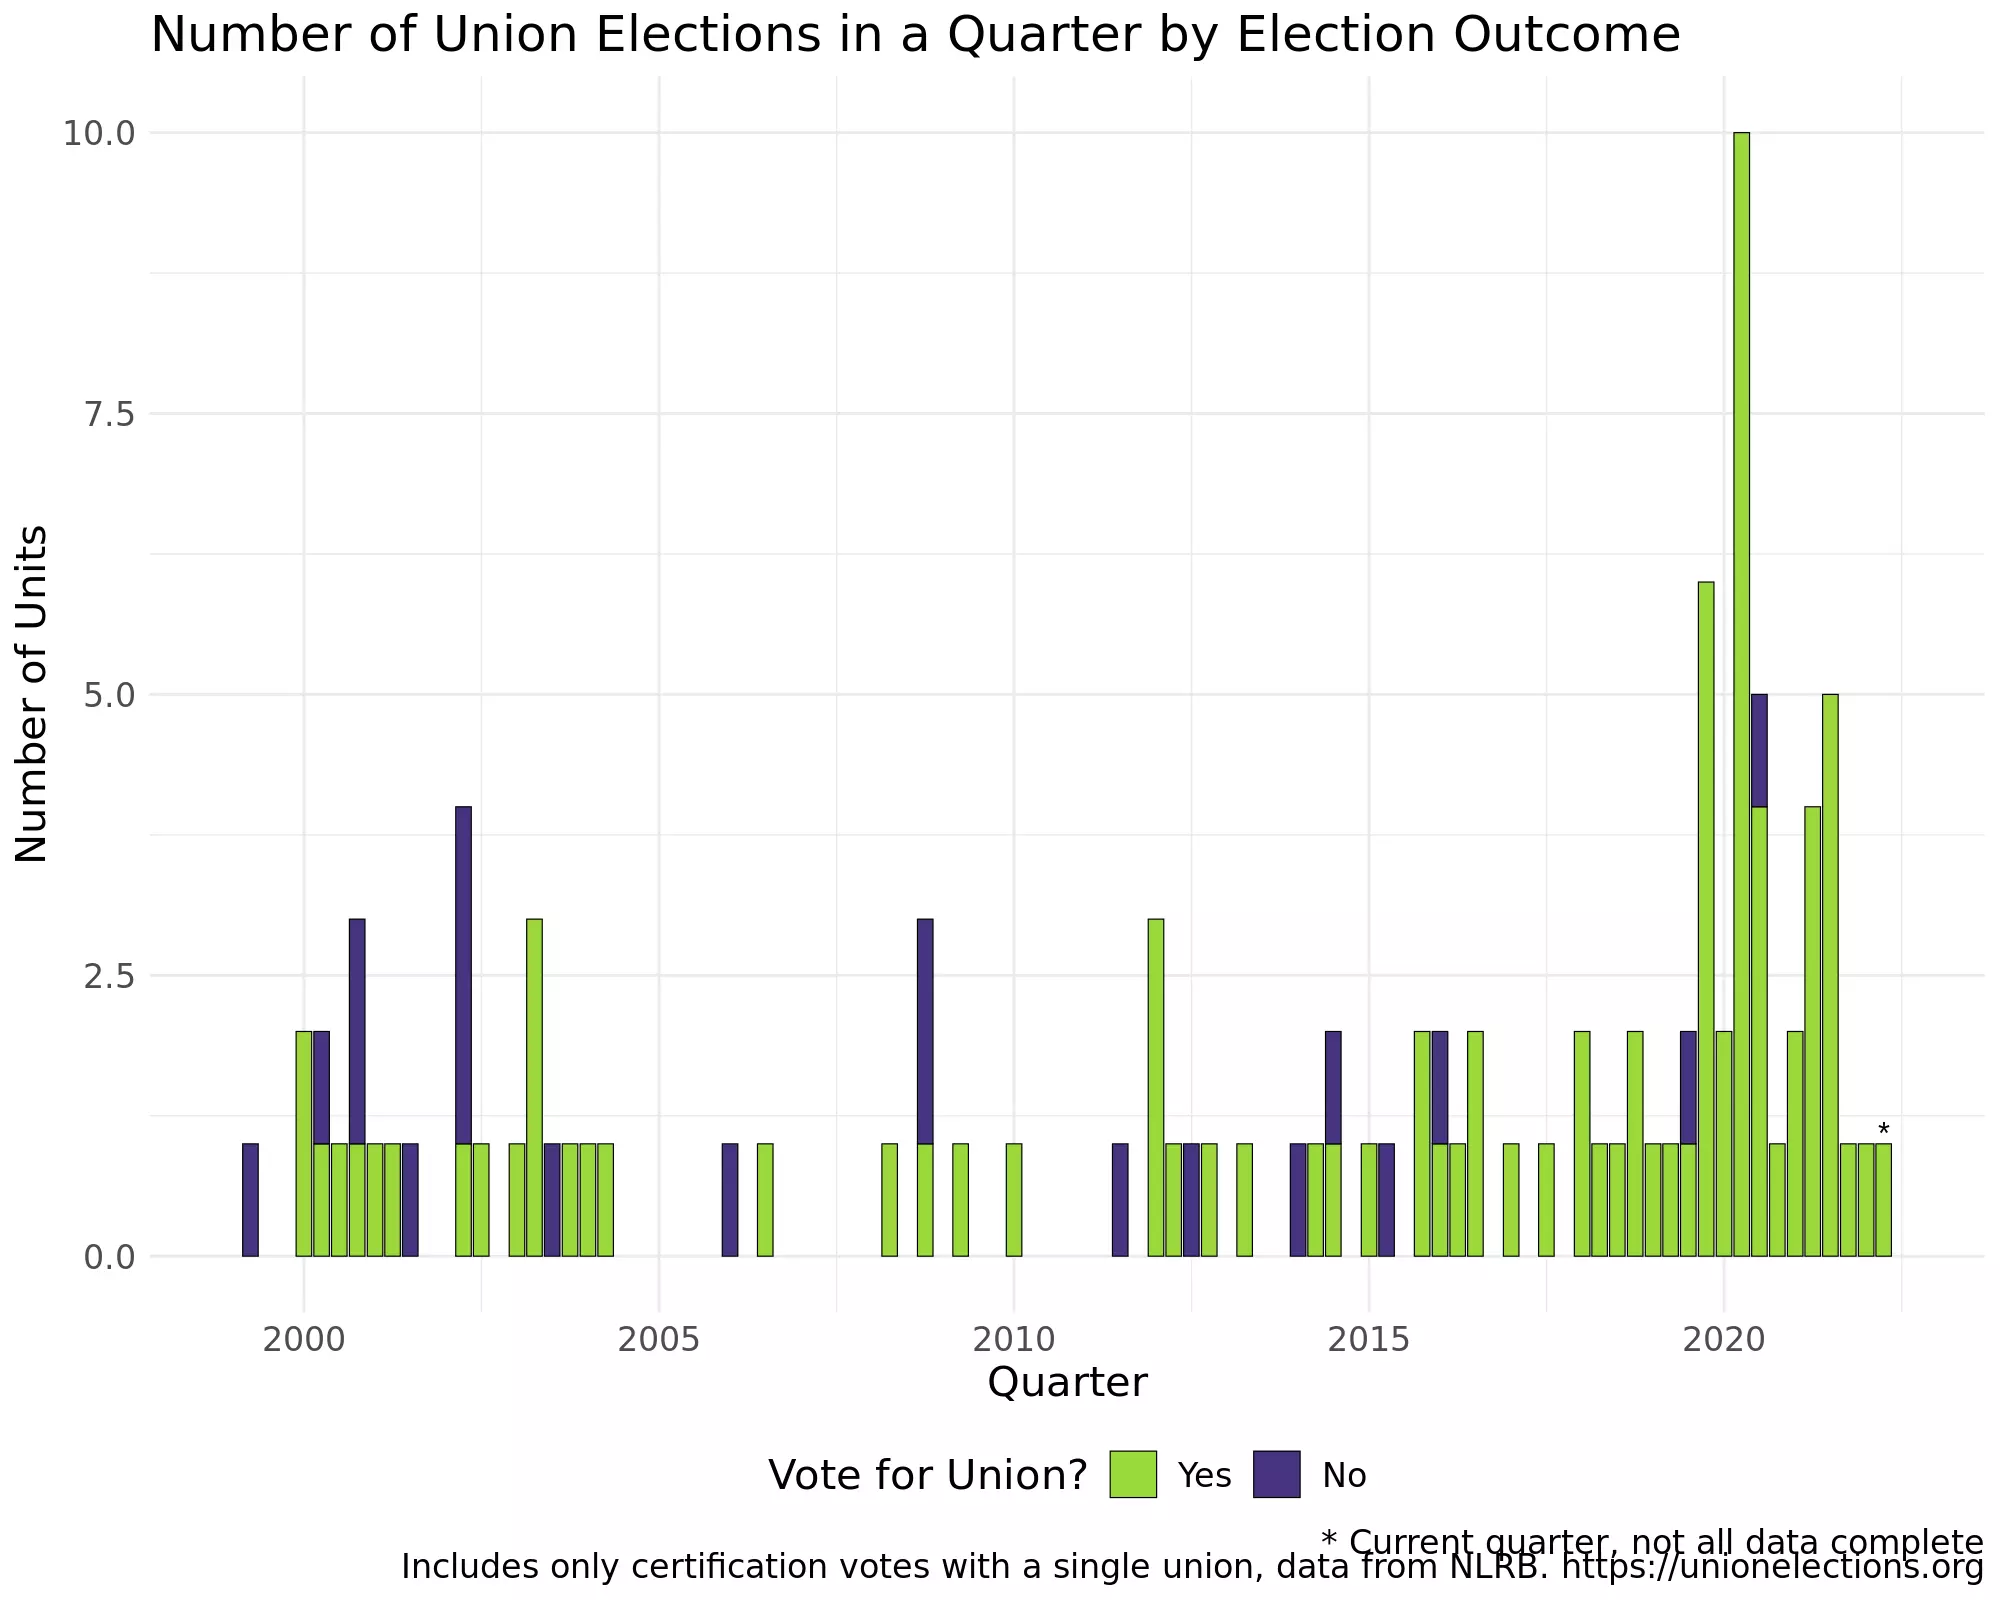 Number of Union Elections in a Quarter by Election Outcome
10.0
7.5
5.0
2.5
0.0
Number of Units
*
2000 2005 2010 2015 2020
Quarter
Vote for Union? Yes No
* Current quarter, not all data complete
Includes only certification votes with a single union, data from NLRB. https://unionelections.org